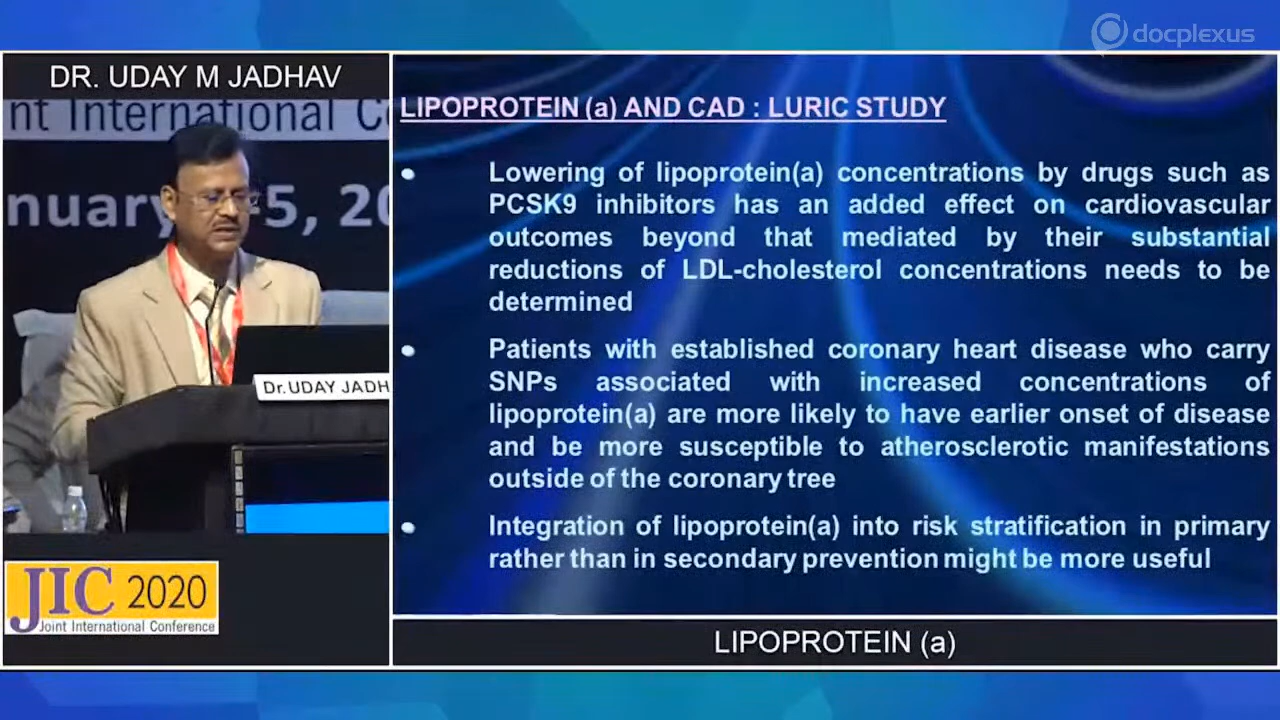 docplexus
DR. UDAY M JADHAV
nt International C
nuary
-5, 20
Dr.UDAY JADH
JIC 2020
Joint International Conference
LIPOPROTEIN (a) AND CAD : LURIC STUDY
• Lowering of lipoprotein(a) concentrations by drugs such as
PCSK9 inhibitors has an added effect on cardiovascular
outcomes beyond that mediated by their substantial
reductions of LDL-cholesterol concentrations needs to be
determined
• Patients with established coronary heart disease who carry
SNPs associated with increased concentrations of
lipoprotein(a) are more likely to have earlier onset of disease
and be more susceptible to atherosclerotic manifestations
outside of the coronary tree
• Integration of lipoprotein(a) into risk stratification in primary
rather than in secondary prevention might be more useful
LIPOPROTEIN (a)